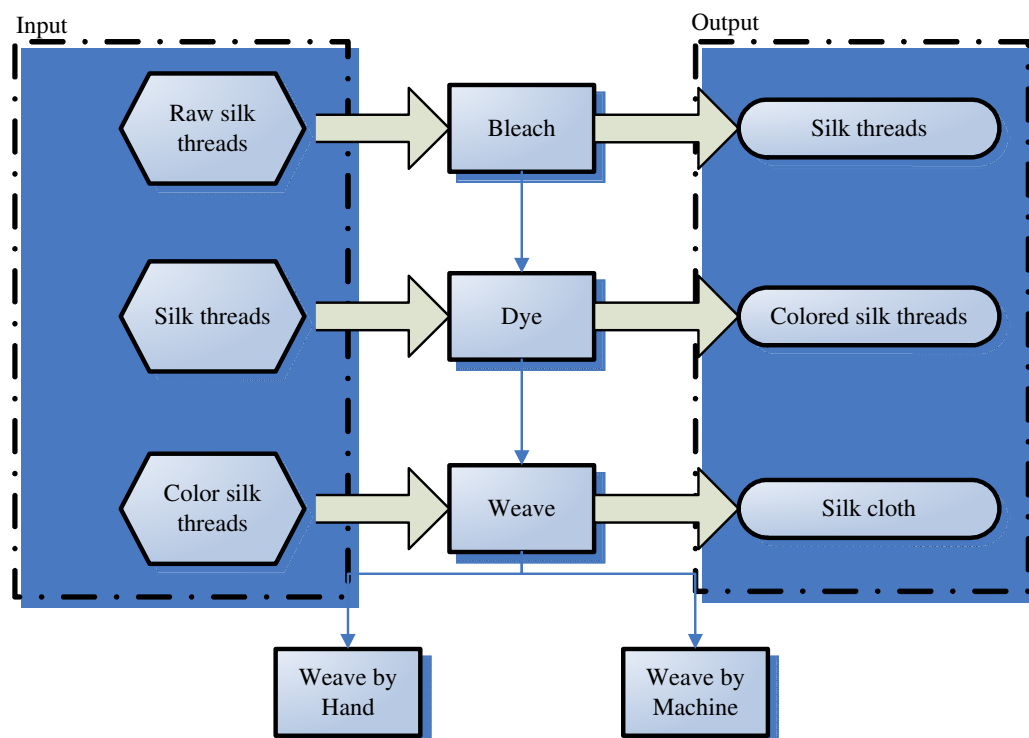 Input
Output
Raw silk
threads
Bleach
Silk threads
Silk threads
Dye
Colored silk threads
Color silk
threads
Weave
Silk cloth
Weave by
Hand
Weave by
Machine